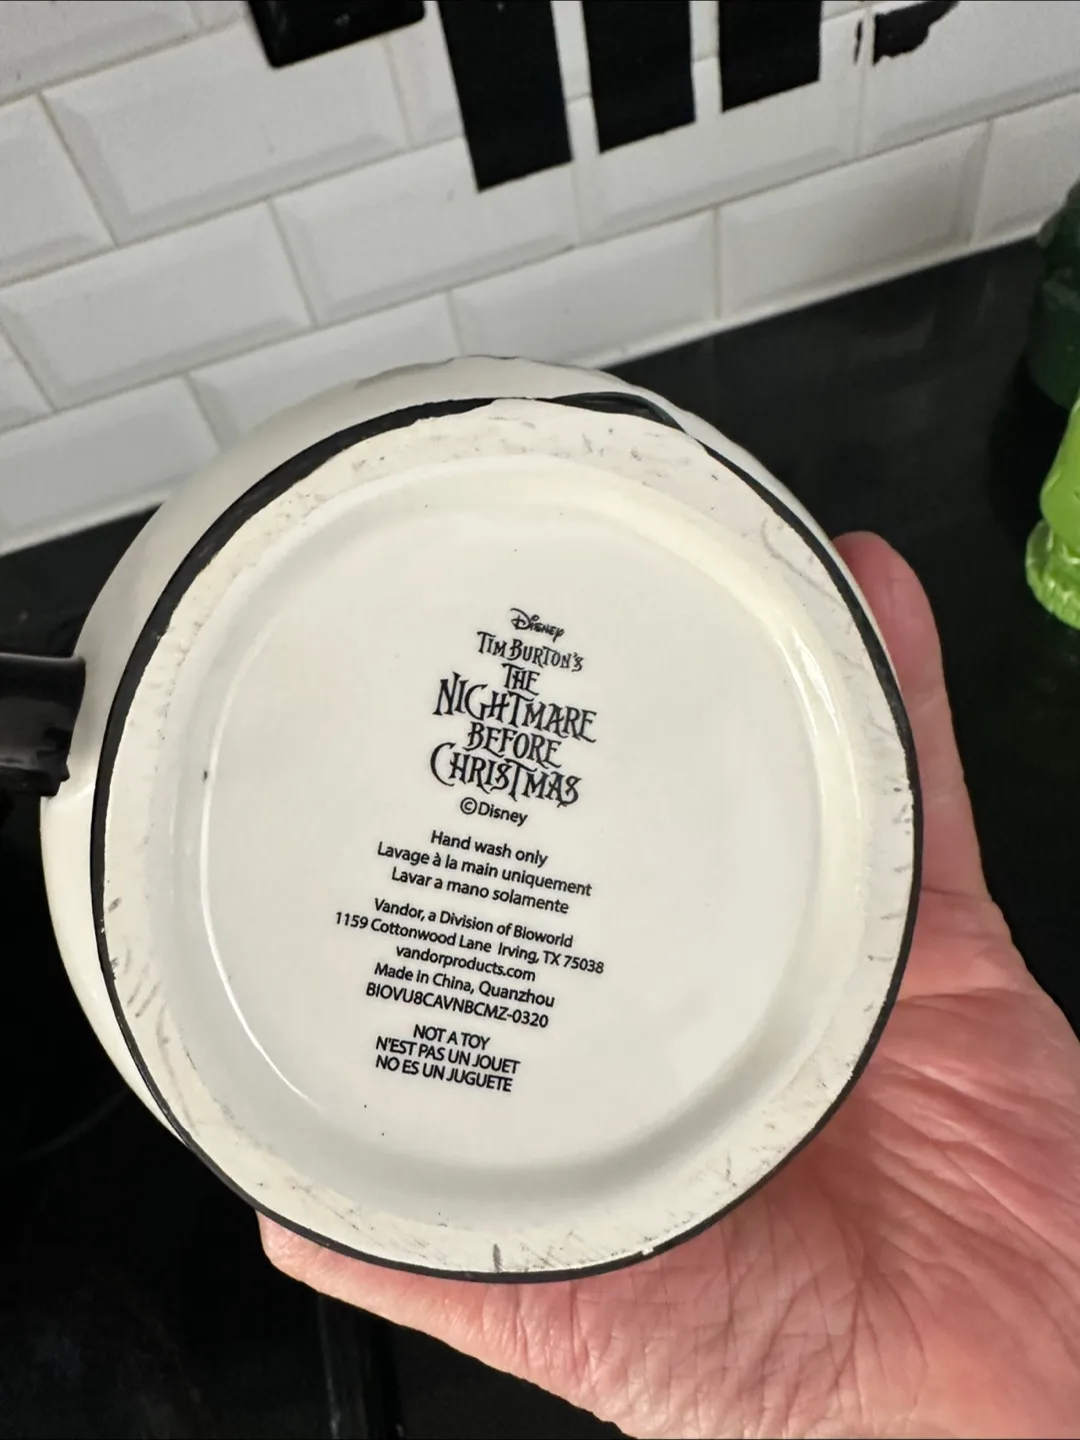 Disney
TIM BURTON'S
THE
NIGHTMARE
BEFORE
CHRISTMAS
©Disney
Hand wash only
Lavage à la main uniquement
Lavar a mano solamente
Vandor, a Division of Bioworld
1159 Cottonwood Lane Irving, TX 75038
vandorproducts.com
Made in China, Quanzhou
BIOVU8CAVNBCMZ-0320
NOT A TOY
N'EST PAS UN JOUET
NO ES UN JUGUETE